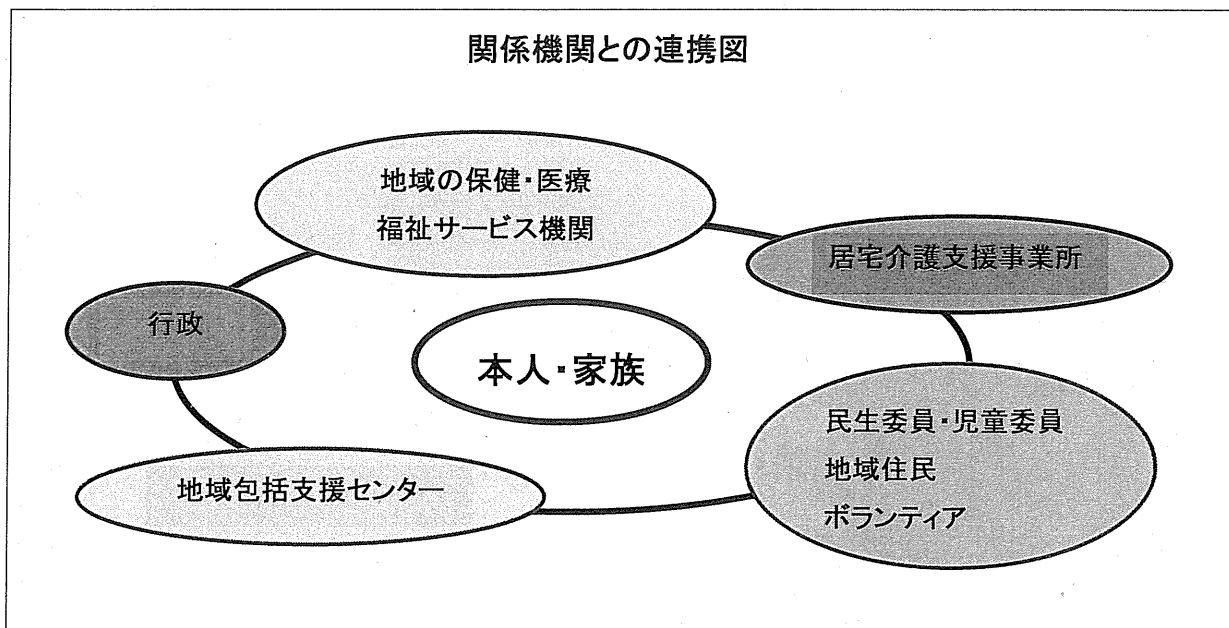 関係機関との連携図
地域の保健・医療
福祉サービス機関
居宅介護支援事業所
行政
本人・家族
民生委員・児童委員
地域住民
ボランティア
地域包括支援センター